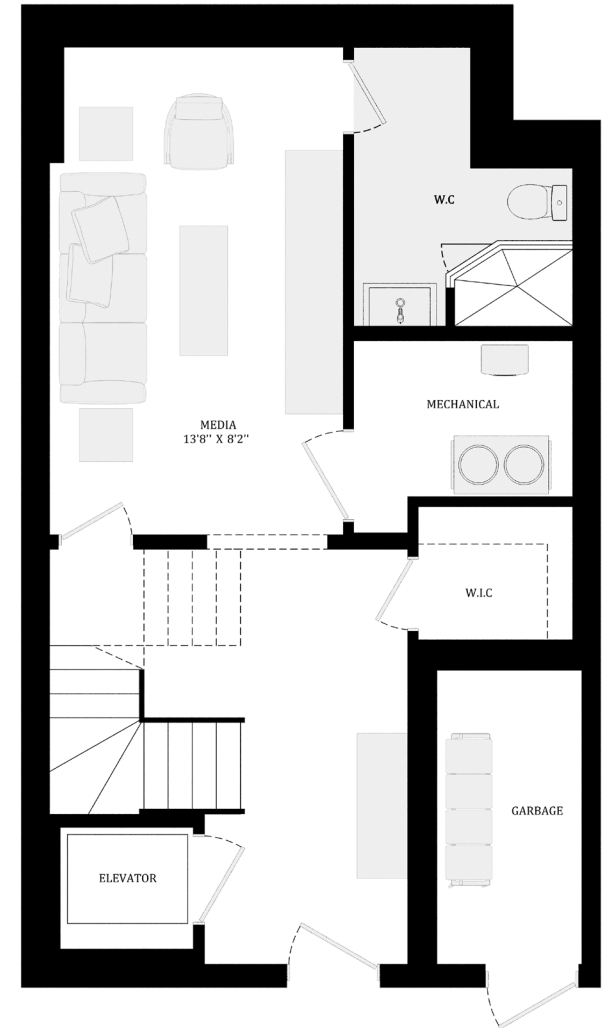 W.C
MECHANICAL
MEDIA
13'8'' X 8'2''
W.I.C
GARBAGE
ELEVATOR